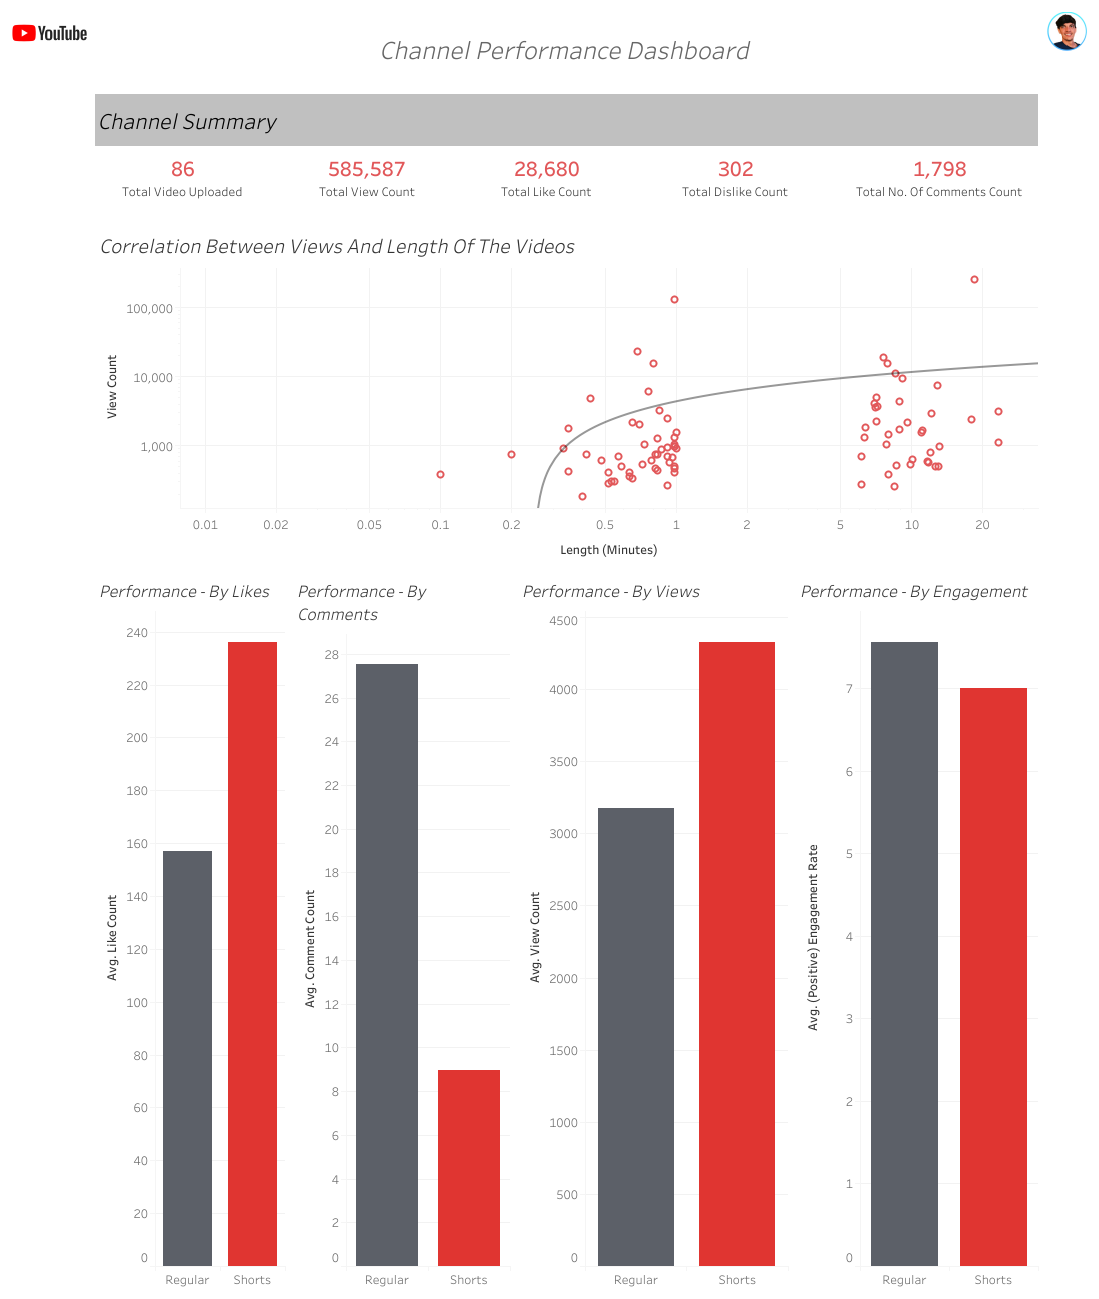 YouTube
Channel Performance Dashboard
Channel Summary
86
585,587
28,680
302
1,798
Total Video Uploaded
Total View Count
Total Like Count
Total Dislike Count
Total No. Of Comments Count
Correlation Between Views And Length Of The Videos
100,000
10,000
1,000
View Count
0.01
0.02
0.05
0.1
0.2
0.5
1
2
5
10
20
Length (Minutes)
Performance - By Likes
240
220
200
180
160
140
120
100
80
60
40
20
0
Avg. Like Count
Regular
Shorts
Performance - By
Comments
28
26
24
22
20
18
16
14
12
10
8
6
4
2
0
Avg. Comment Count
Regular
Shorts
Performance - By Views
4500
4000
3500
3000
2500
2000
1500
1000
500
0
Avg. View Count
Regular
Shorts
Performance - By Engagement
7
6
5
4
3
2
1
0
Avg. (Positive) Engagement Rate
Regular
Shorts